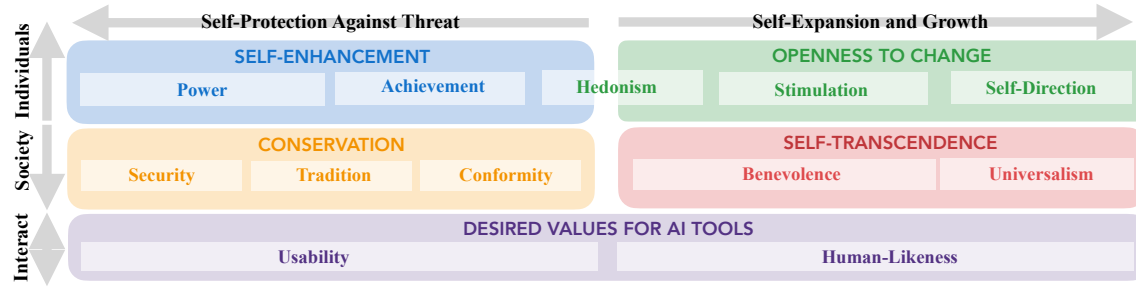 Self-Protection Against Threat
Self-Expansion and Growth
Individuals
SELF-ENHANCEMENT
OPENNESS TO CHANGE
Power
Achievement
Hedonism
Stimulation
Self-Direction
Society
CONSERVATION
SELF-TRANSCENDENCE
Security
Tradition
Conformity
Benevolence
Universalism
Interact
DESIRED VALUES FOR AI TOOLS
Usability
Human-Likeness